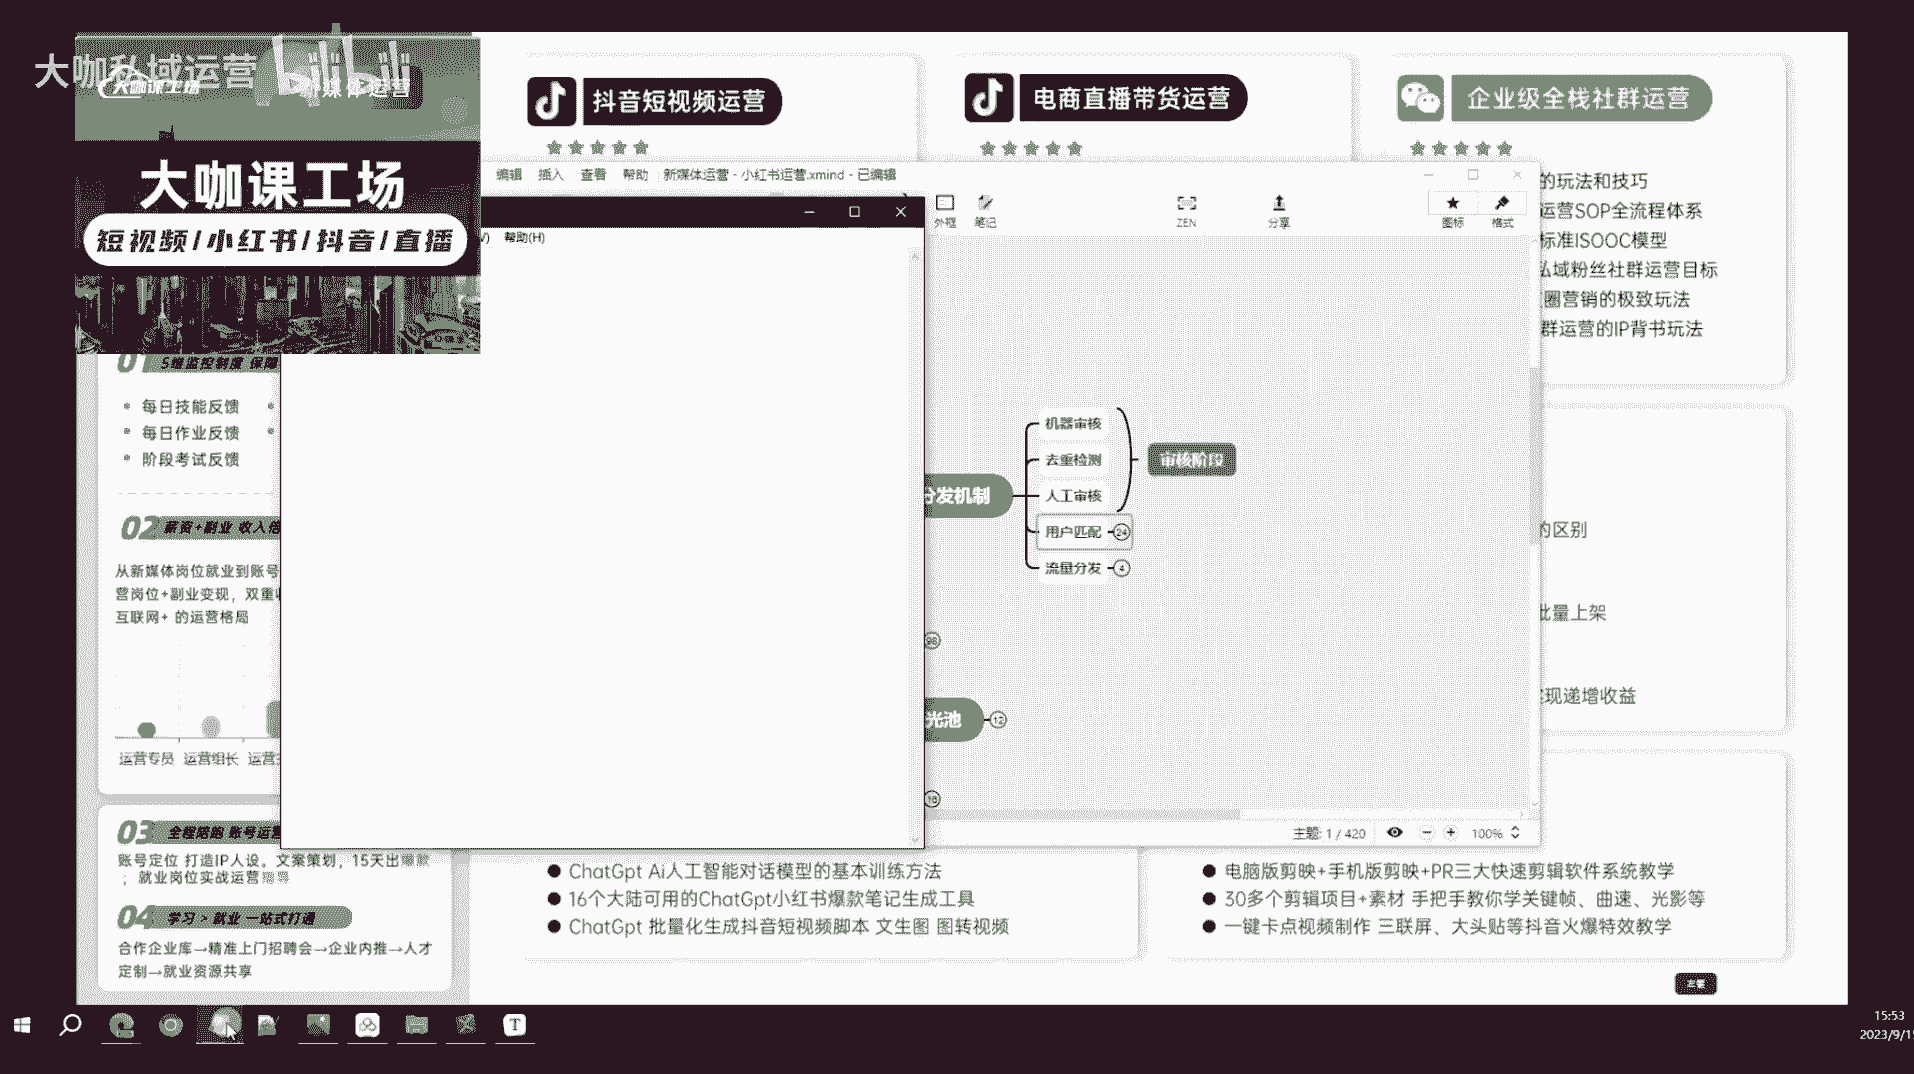 大咖私域运营
大咖课工场
新媒体运营
大咖课工场
短视频/小红书/抖音/直播
抖音短视频运营
电商直播带货运营
企业级全栈社群运营
的玩法和技巧
运营SOP全流程体系
标准ISOOC模型
私域粉丝社群运营目标
圈营销的极致玩法
群运营的IP背书玩法
编辑 插入 查看 帮助 新媒体运营 - 小红书运营.xmind - 已编辑
外框 笔记 ZEN 分享 图标 格式
帮助(H)
机器审核
去重检测
人工审核
用户匹配 24
流量分发 4
审核阶段
分发机制
98
光池 12
16
主题: 1 / 420 100%
01 5维监控制度 保障
每日技能反馈
每日作业反馈
阶段考试反馈
02 薪资+副业 收入倍
从新媒体岗位就业到账号
营岗位+副业变现，双重
互联网+ 的运营格局
运营专员 运营组长 运营
03 全程陪跑 账号运营
账号定位 打造IP人设，文案策划，15天出爆款
；就业岗位实战运营指导
04 学习 > 就业 一站式打通
合作企业库→精准上门招聘会→企业内推→人才
定制→就业资源共享
的区别
批量上架
现递增收益
ChatGpt Ai人工智能对话模型的基本训练方法
16个大陆可用的ChatGpt小红书爆款笔记生成工具
ChatGpt 批量化生成抖音短视频脚本 文生图 图转视频
电脑版剪映+手机版剪映+PR三大快速剪辑软件系统教学
30多个剪辑项目+素材 手把手教你学关键帧、曲速、光影等
一键卡点视频制作 三联屏、大头贴等抖音火爆特效教学
T
15:53
2023/9/1